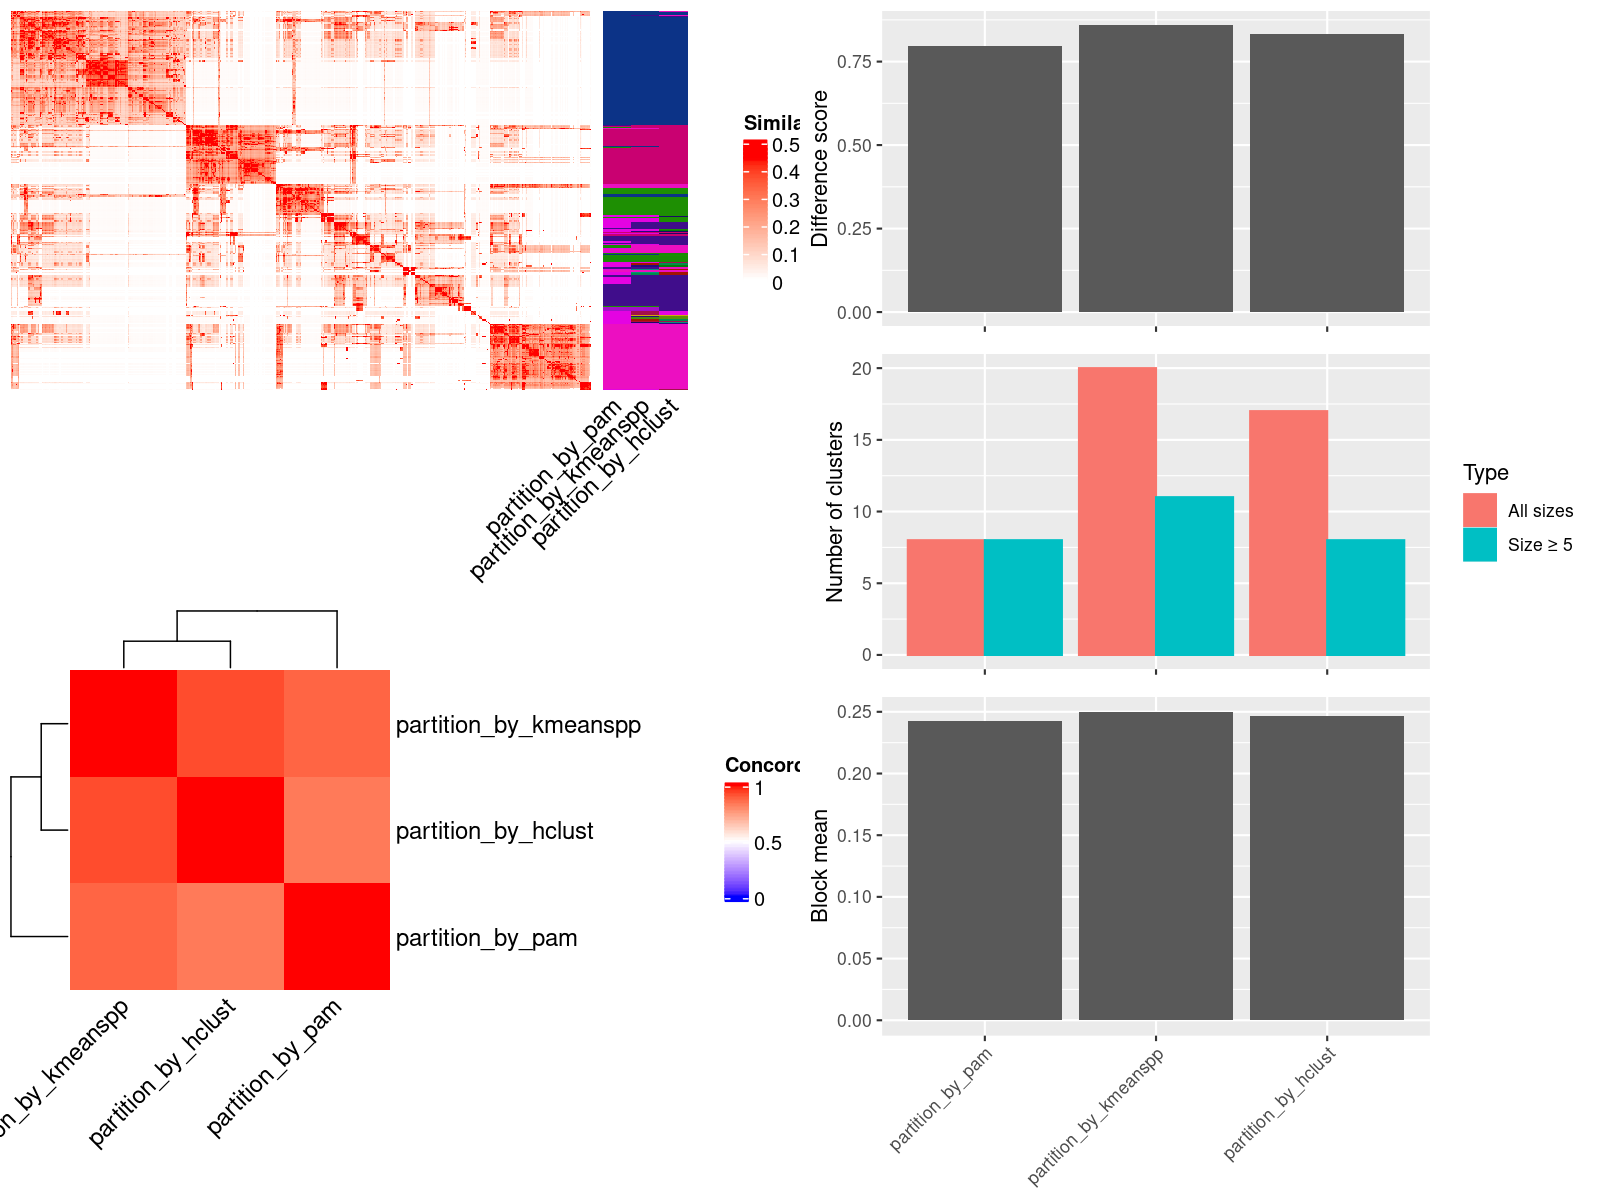 Simila
0.5
0.4
0.3
0.2
0.1
0
partition_by_pam
partition_by_kmeanspp
partition_by_hclust
partition_by_kmeanspp
partition_by_hclust
partition_by_pam
on_by_kmeanspp
partition_by_hclust
partition_by_pam
Concord
1
0.5
0
Difference score
0.75
0.50
0.25
0.00
Number of clusters
20
15
10
5
0
Type
All sizes
Size ≥ 5
Block mean
0.25
0.20
0.15
0.10
0.05
0.00
partition_by_pam
partition_by_kmeanspp
partition_by_hclust